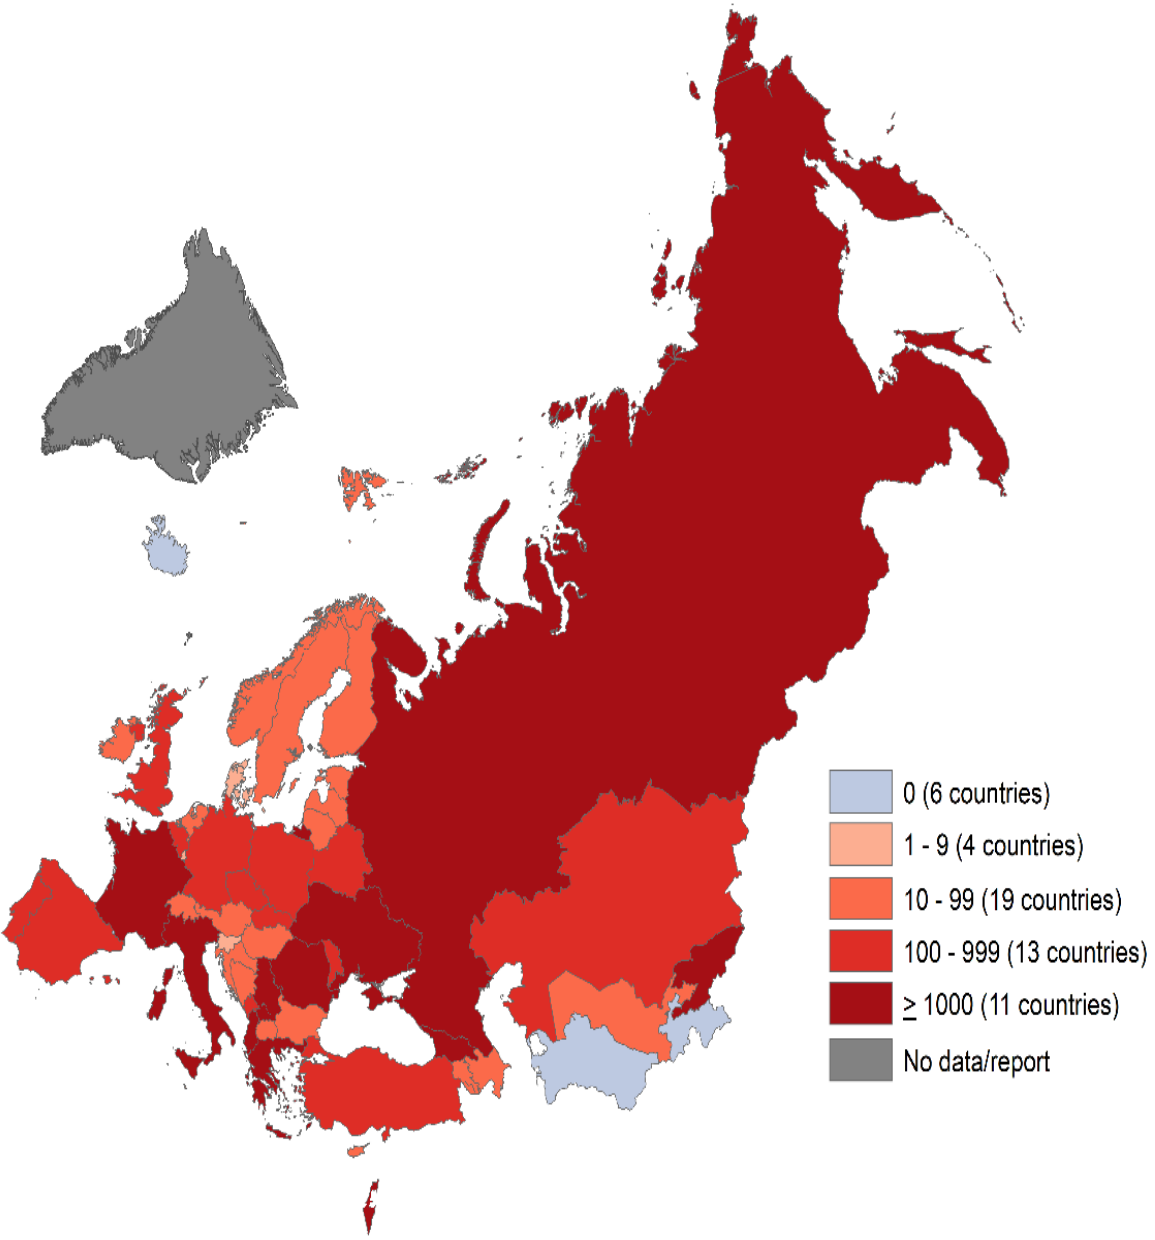 0 (6 countries)
1 - 9 (4 countries)
10 - 99 (19 countries)
100 - 999 (13 countries)
≥ 1000 (11 countries)
No data/report